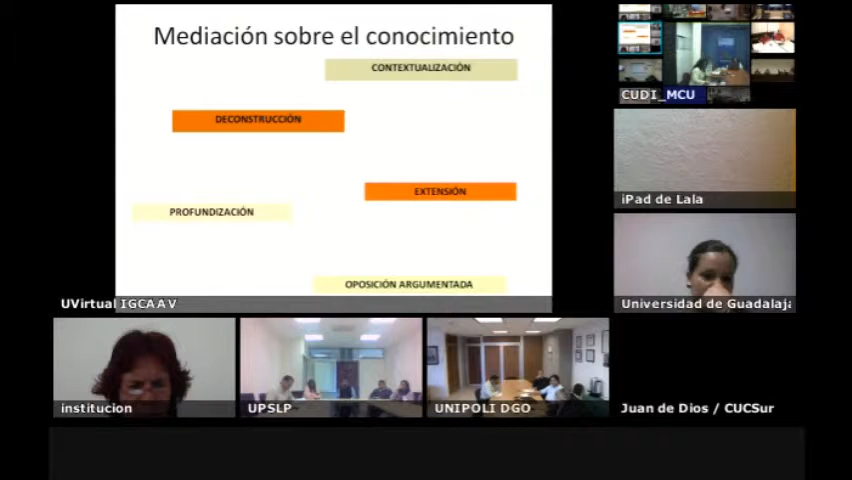 Mediación sobre el conocimiento
CONTEXTUALIZACIÓN
DECONSTRUCCIÓN
EXTENSIÓN
PROFUNDIZACIÓN
OPOSICIÓN ARGUMENTADA
UVirtual IGCAAV
CUDI_MCU
iPad de Lala
Universidad de Guadalaja
institucion
UPSLP
UNIPOLI DGO
Juan de Dios / CUCSur